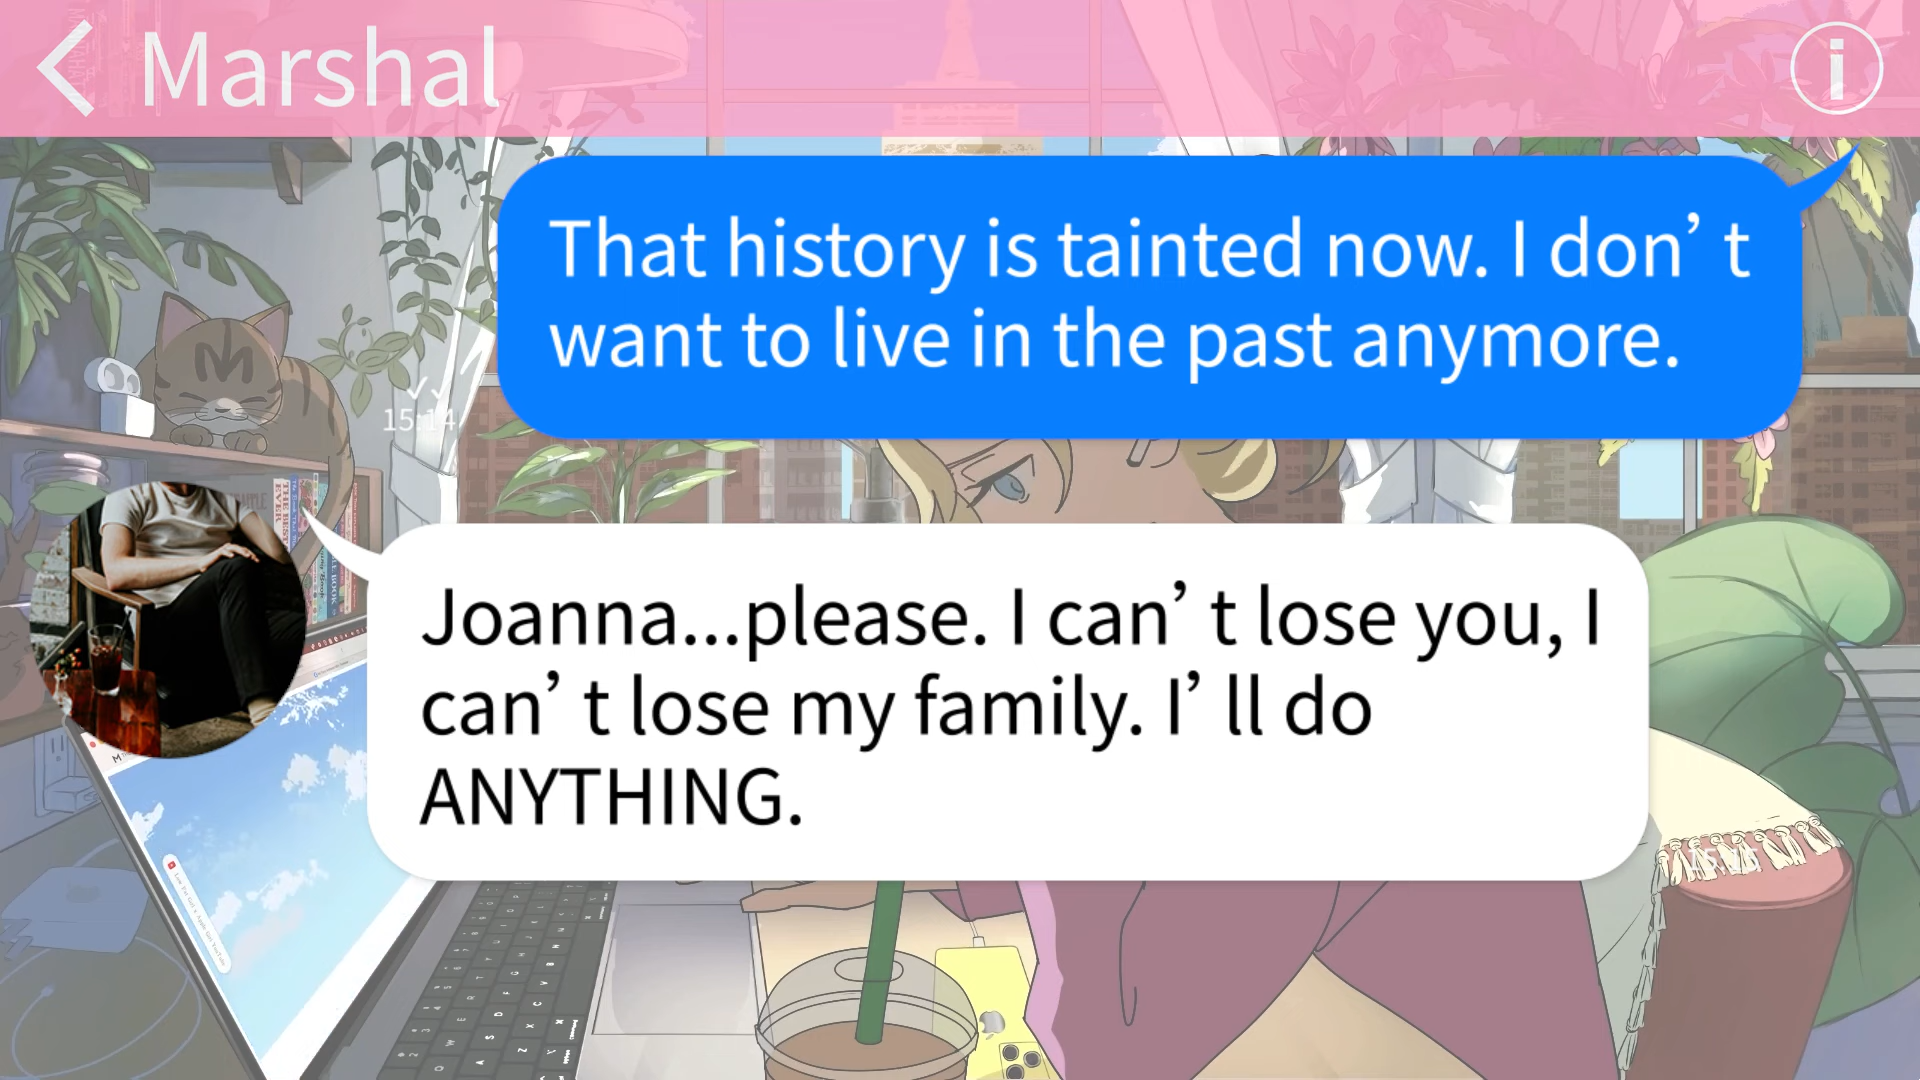 Marshal
i
That history is tainted now. I don’t
want to live in the past anymore.
15:14
Joanna...please. I can’t lose you, I
can’t lose my family. I’ll do
ANYTHING.